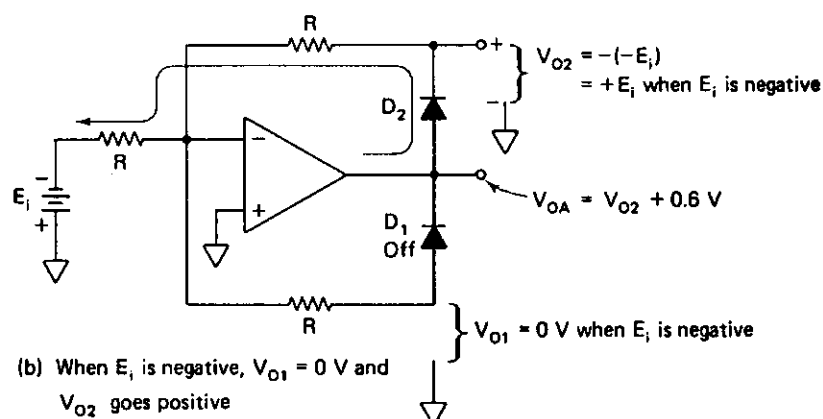 R
+
V_O2 = −(−E_i)
= +E_i when E_i is negative
−
D_2
−
R
−
E_i
+
+
V_OA = V_O2 + 0.6 V
D_1
Off
R
V_O1 = 0 V when E_i is negative
(b) When E_i is negative, V_O1 = 0 V and
V_O2 goes positive